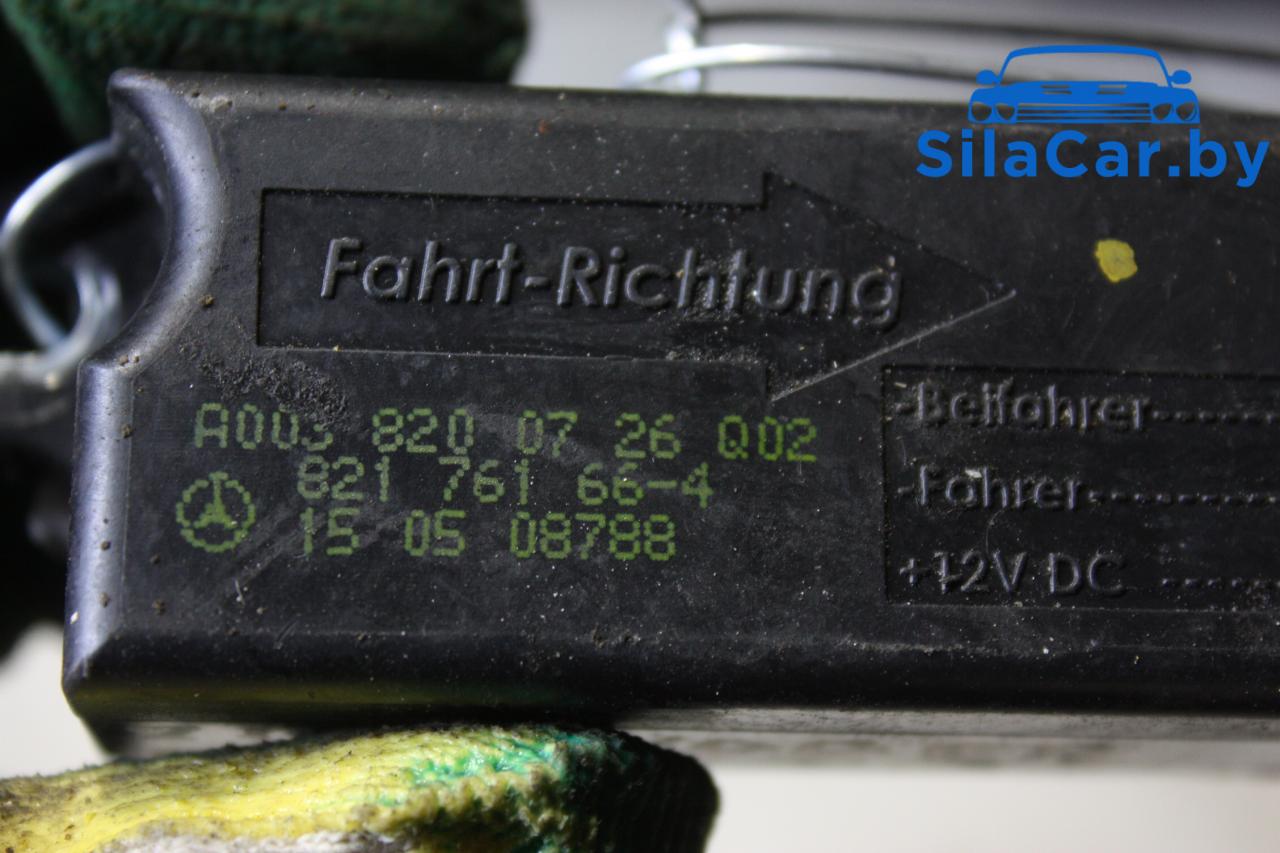 SilaCar.by
Fahrt-Richtung
-Beifahrer........
-Fahrer..........
+12V DC ......
A003 820 07 26 Q02
821 761 66-4
15 05 08788